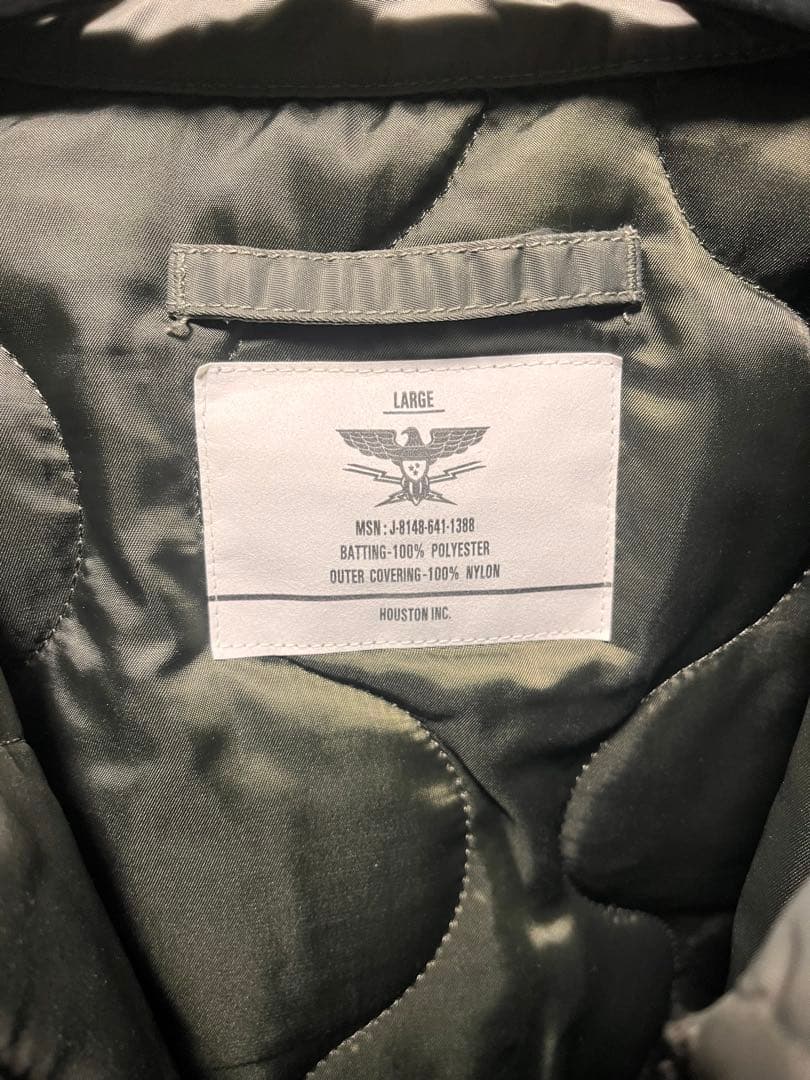 LARGE
MSN : J-8148-641-1388
BATTING-100% POLYESTER
OUTER COVERING-100% NYLON
HOUSTON INC.